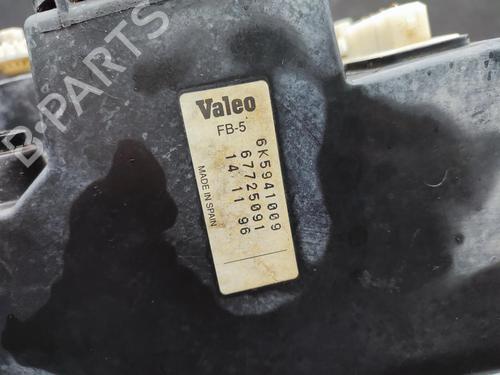 Valeo
FB-5
6K5941009
67725091
14 11 96
MADE IN SPAIN
B-PARTS